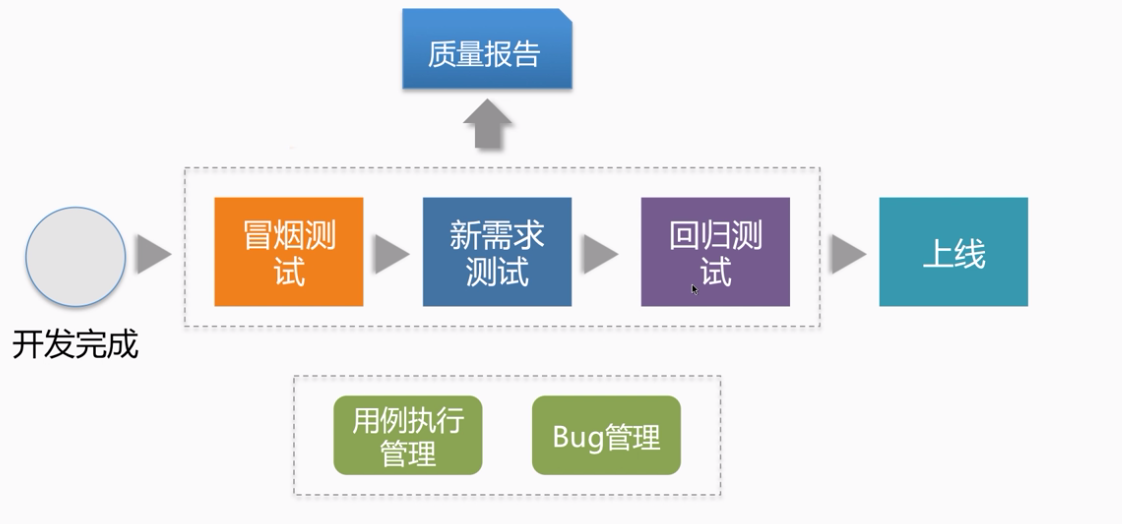 质量报告
冒烟测
试
新需求
测试
回归测
试
上线
开发完成
用例执行
管理
Bug管理